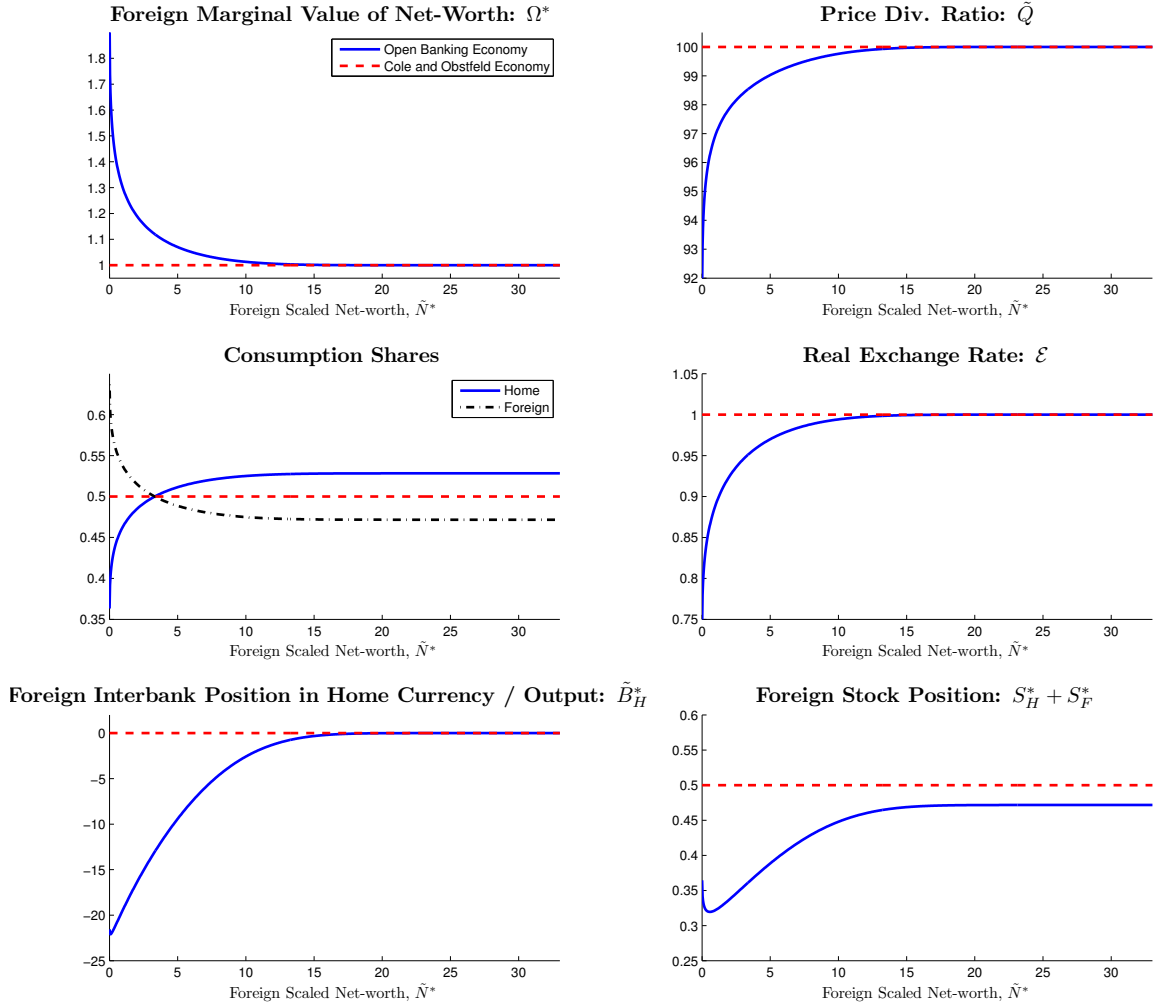 Foreign Marginal Value of Net-Worth: Ω*
Open Banking Economy
Cole and Obstfeld Economy
1.8
1.7
1.6
1.5
1.4
1.3
1.2
1.1
1
0 5 10 15 20 25 30
Foreign Scaled Net-worth, Ñ*
Price Div. Ratio: Q̃
100
99
98
97
96
95
94
93
92
0 5 10 15 20 25 30
Foreign Scaled Net-worth, Ñ*
Consumption Shares
Home
Foreign
0.6
0.55
0.5
0.45
0.4
0.35
0 5 10 15 20 25 30
Foreign Scaled Net-worth, Ñ*
Real Exchange Rate: ℰ
1.05
1
0.95
0.9
0.85
0.8
0.75
0 5 10 15 20 25 30
Foreign Scaled Net-worth, Ñ*
Foreign Interbank Position in Home Currency / Output: B̃*_H
0
−5
−10
−15
−20
−25
0 5 10 15 20 25 30
Foreign Scaled Net-worth, Ñ*
Foreign Stock Position: S*_H + S*_F
0.6
0.55
0.5
0.45
0.4
0.35
0.3
0.25
0 5 10 15 20 25 30
Foreign Scaled Net-worth, Ñ*